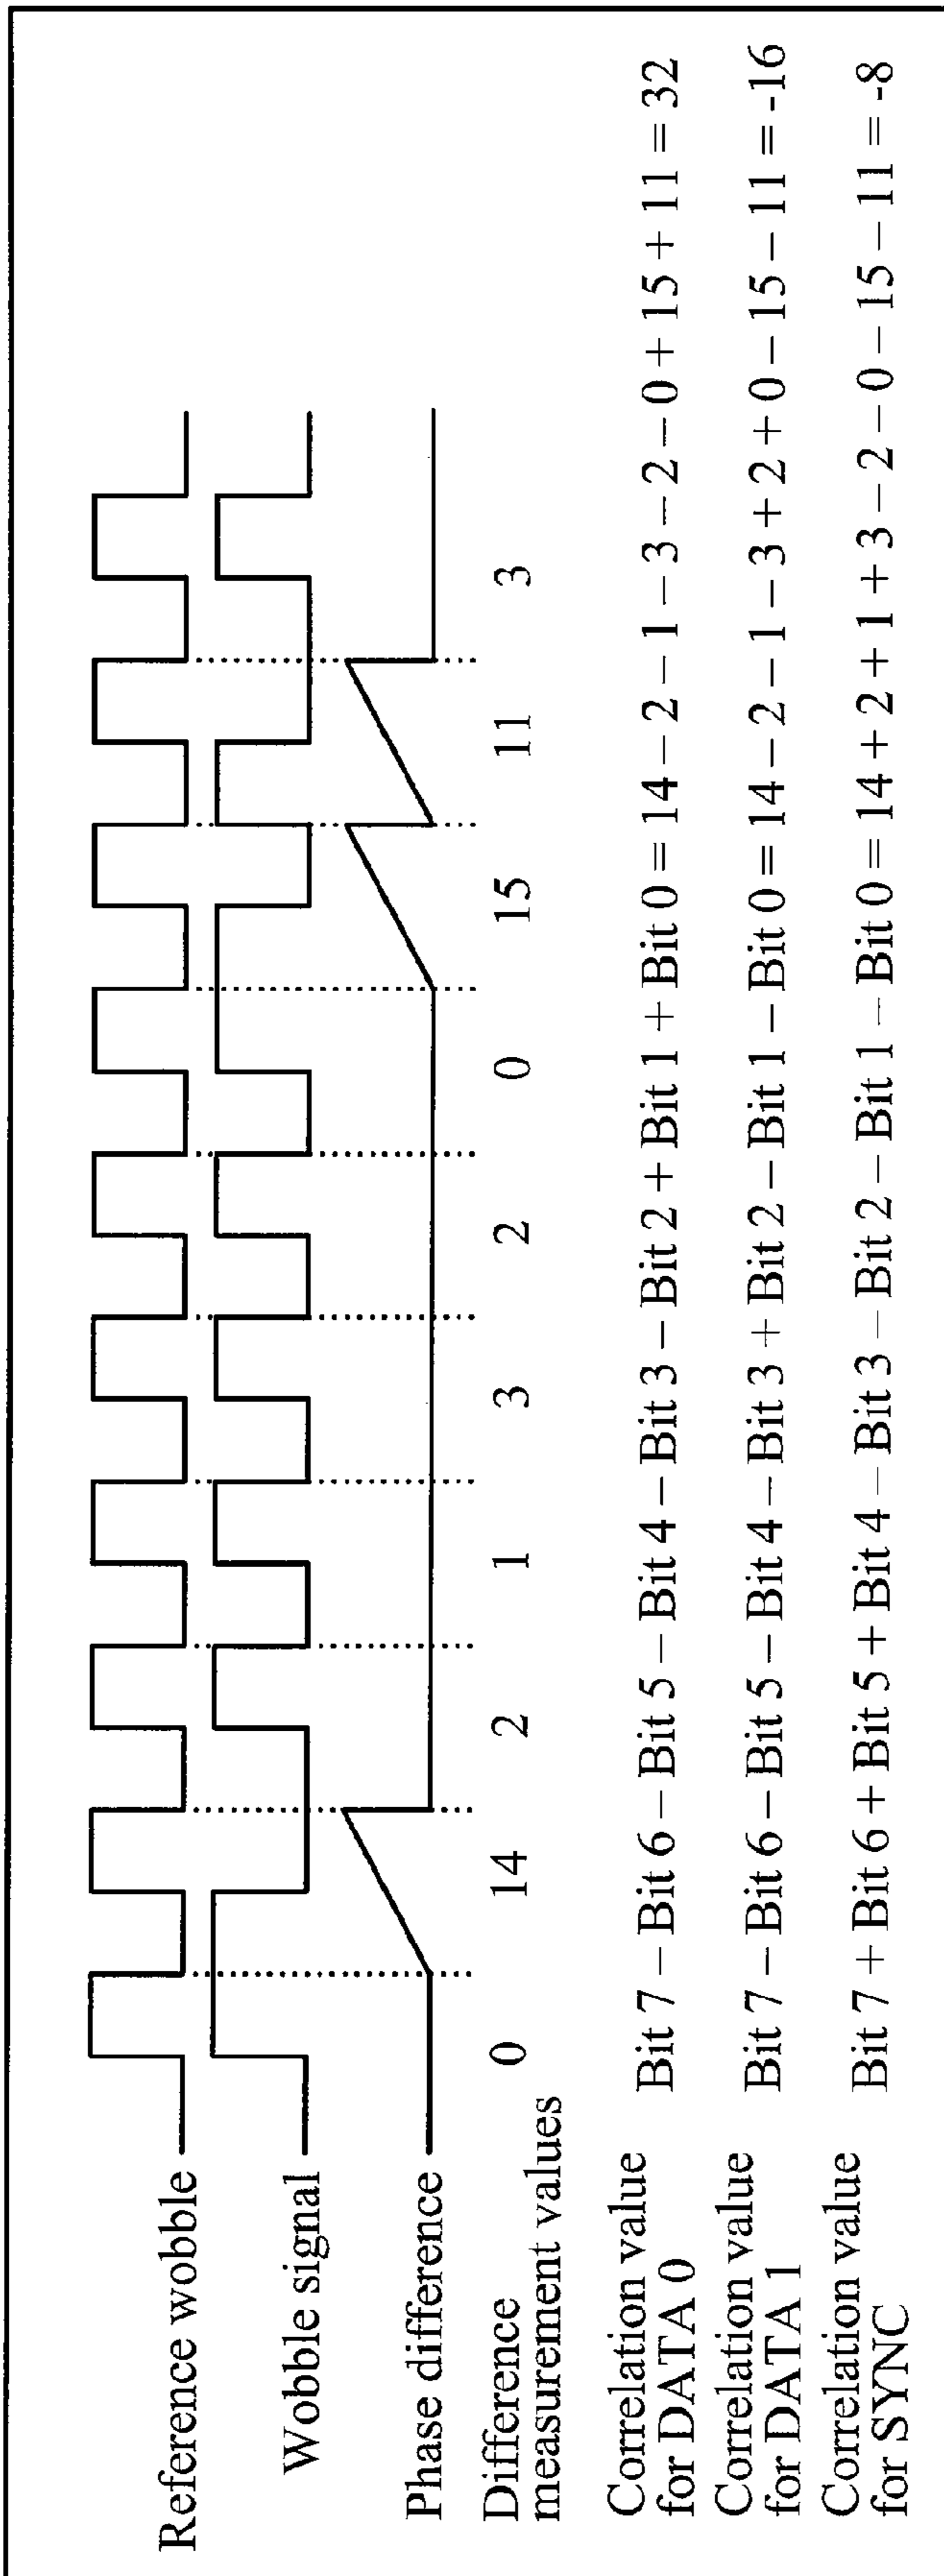 Reference wobble
Wobble signal
Phase difference
Difference
measurement values
0 14 2 1 3 2 0 15 11 3
Correlation value
for DATA 0
Bit 7 − Bit 6 − Bit 5 − Bit 4 − Bit 3 − Bit 2 + Bit 1 + Bit 0 = 14 − 2 − 1 − 3 − 2 − 0 + 15 + 11 = 32
Correlation value
for DATA 1
Bit 7 − Bit 6 − Bit 5 − Bit 4 − Bit 3 + Bit 2 − Bit 1 − Bit 0 = 14 − 2 − 1 − 3 + 2 + 0 − 15 − 11 = -16
Correlation value
for SYNC
Bit 7 + Bit 6 + Bit 5 + Bit 4 − Bit 3 − Bit 2 − Bit 1 − Bit 0 = 14 + 2 + 1 + 3 − 2 − 0 − 15 − 11 = -8